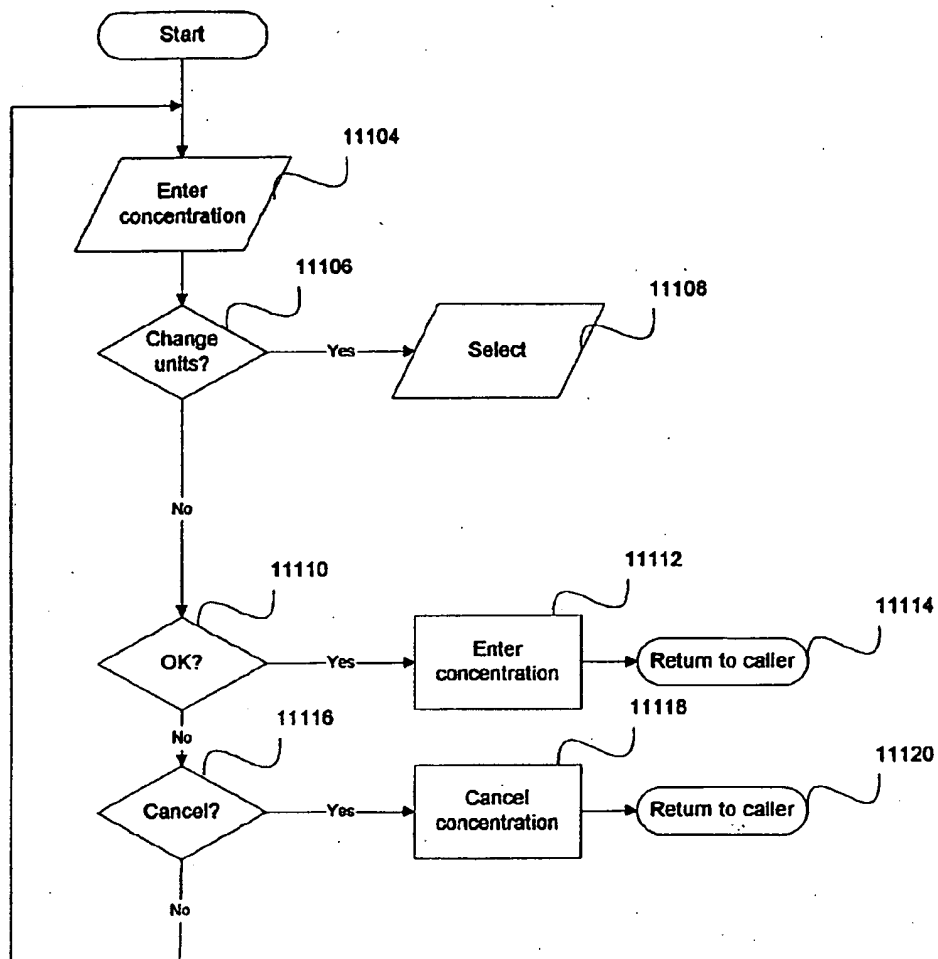 Start
11104
Enter
concentration
11106
Change
units?
Yes
11108
Select
No
11110
OK?
Yes
11112
Enter
concentration
11114
Return to caller
No
11116
Cancel?
Yes
11118
Cancel
concentration
11120
Return to caller
No